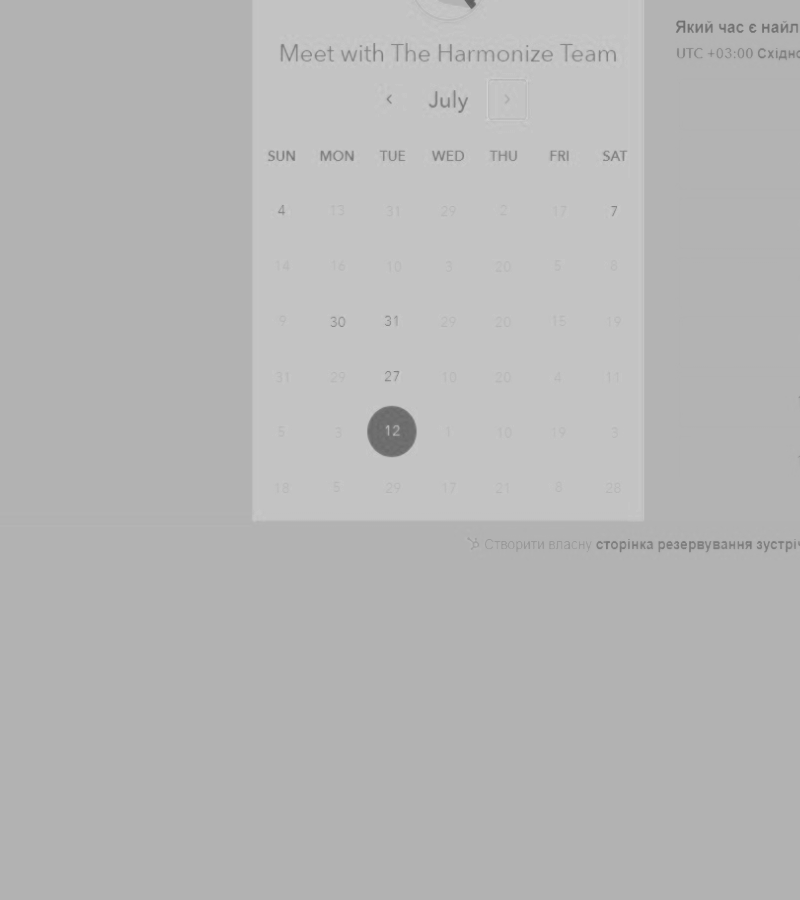 Meet with The Harmonize Team
Який час є
UTC +03:00
‹ July ›
SUN MON TUE WED THU FRI SAT
4 13 31 29 2 17 7
14 16 10 3 20 5 6
9 30 31 29 20 15 19
31 29 27 10 20 4 11
5 3 12 1 10 19 3
18 5 29 17 21 8 28
Створити власну сторінка резервування